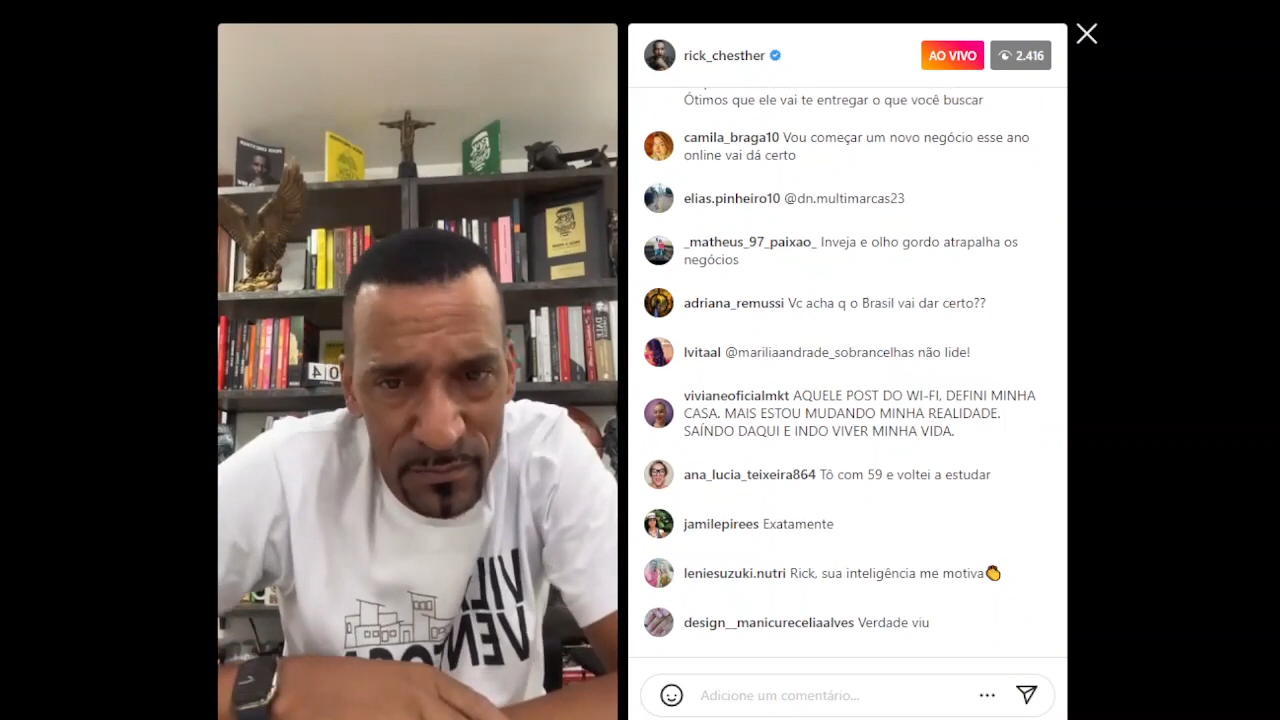 rick_chesther
AO VIVO
2.416
Ótimos que ele vai te entregar o que você buscar
camila_braga10 Vou começar um novo negócio esse ano
online vai dá certo
elias.pinheiro10 @dn.multimarcas23
_matheus_97_paixao_ Inveja e olho gordo atrapalha os
negócios
adriana_remussi Vc acha q o Brasil vai dar certo??
lvitaal @mariliaandrade_sobrancelhas não lide!
vivianeoficialmkt AQUELE POST DO WI-FI, DEFINI MINHA
CASA. MAIS ESTOU MUDANDO MINHA REALIDADE.
SAÍNDO DAQUI E INDO VIVER MINHA VIDA.
ana_lucia_teixeira864 Tô com 59 e voltei a estudar
jamilepirees Exatamente
leniesuzuki.nutri Rick, sua inteligência me motiva👏
design__manicureceliaalves Verdade viu
Adicione um comentário...